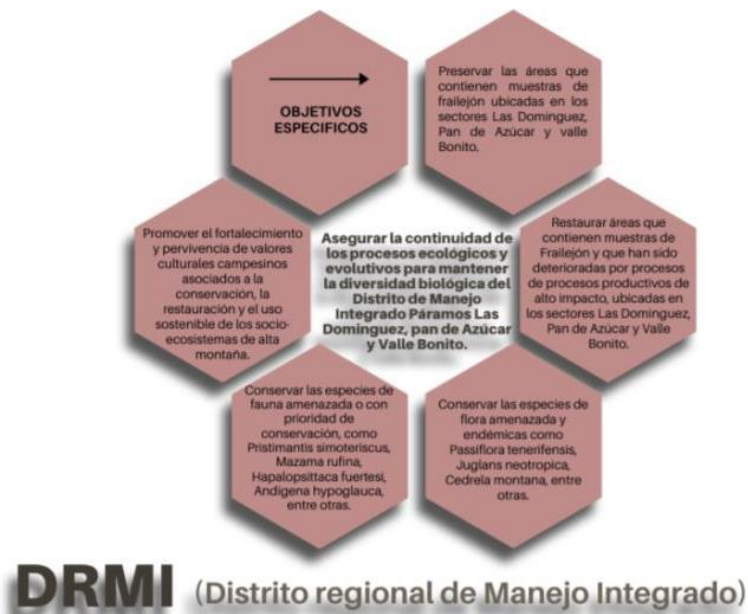 OBJETIVOS
ESPECIFICOS
Preservar las áreas que
contienen muestras de
frailejón ubicadas en los
sectores Las Dominguez,
Pan de Azúcar y valle
Bonito.
Promover el fortalecimiento
y pervivencia de valores
culturales campesinos
asociados a la
conservación, la
restauración y el uso
sostenible de los socio-
ecosistemas de alta
montaña.
Asegurar la continuidad de
los procesos ecológicos y
evolutivos para mantener
la diversidad biológica del
Distrito de Manejo
Integrado Páramos Las
Dominguez, pan de Azúcar
y Valle Bonito.
Restaurar áreas que
contienen muestras de
Frailejón y que han sido
deterioradas por procesos
de procesos productivos de
alto impacto, ubicadas en
los sectores Las Dominguez,
Pan de Azúcar y Valle
Bonito.
Conservar las especies de
fauna amenazada o con
prioridad de
conservación, como
Pristimantis simoteriscus,
Mazama rufina,
Hapalopsittaca fuertesi,
Andigena hypoglauca,
entre otras.
Conservar las especies de
flora amenazada y
endémicas como
Passiflora tenerifensis,
Juglans neotropica,
Cedrela montana, entre
otras.
DRMI (Distrito regional de Manejo Integrado)